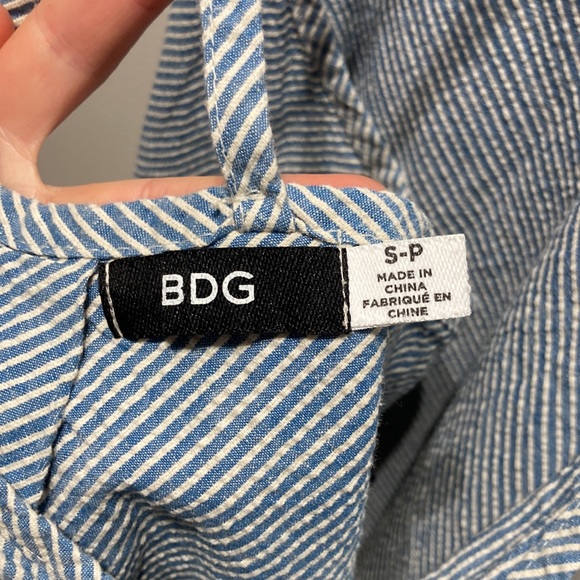 BDG
S-P
MADE IN
CHINA
FABRIQUÉ EN
CHINE